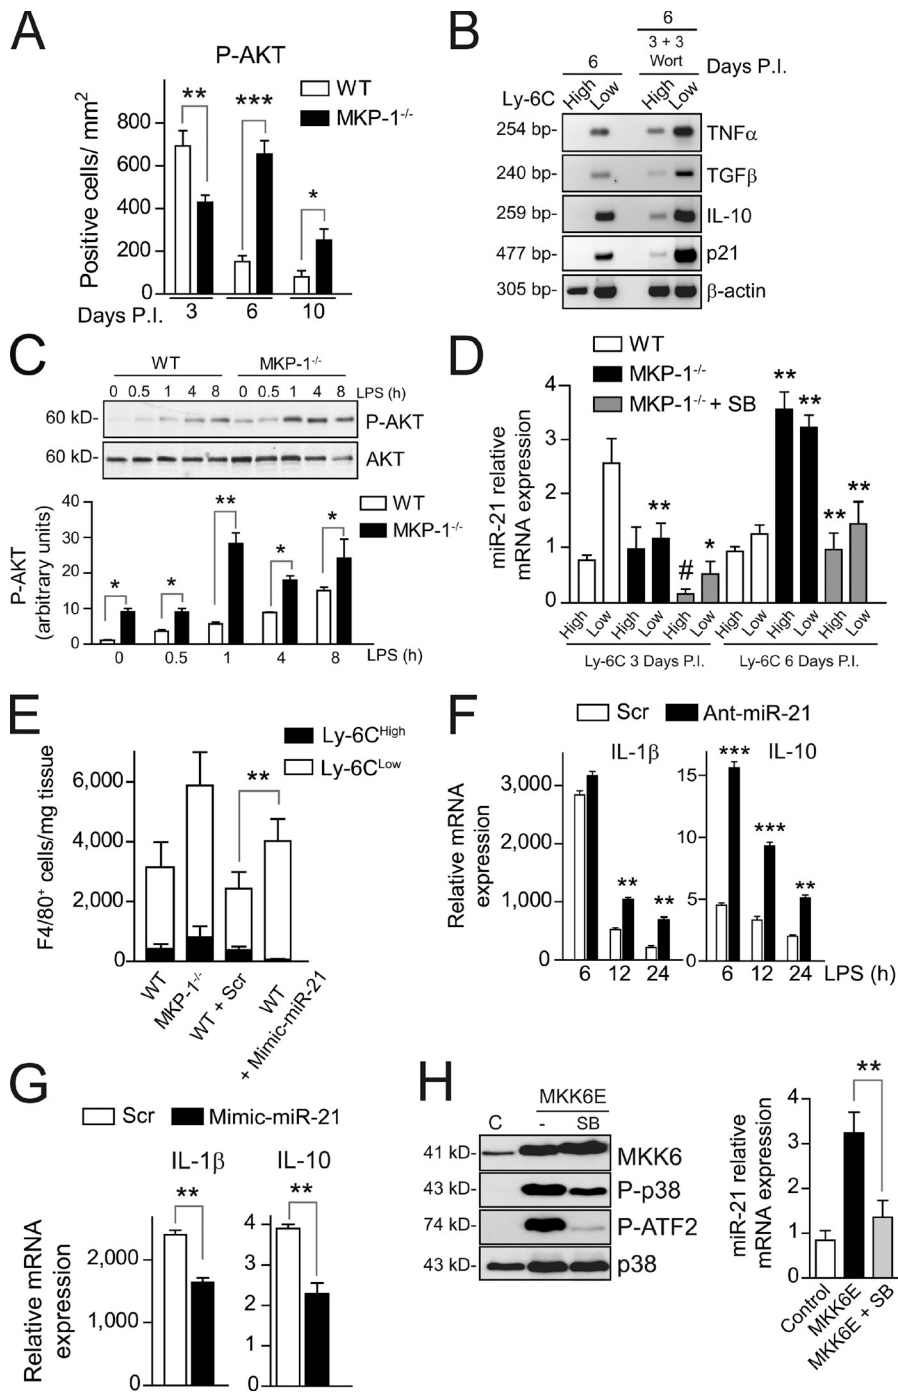 A
P-AKT
WT
MKP-1-/-
Positive cells/ mm2
800
600
400
200
0
** *** *
3 6 10
Days P.I.
B
6
6
3 + 3
Wort
Days P.I.
Ly-6C
High Low High Low
254 bp- TNFα
240 bp- TGFβ
259 bp- IL-10
477 bp- p21
305 bp- β-actin
C
WT MKP-1-/-
0 0.5 1 4 8 0 0.5 1 4 8 LPS (h)
60 kD- P-AKT
60 kD- AKT
WT
MKP-1-/-
P-AKT
(arbitrary units)
40
30
20
10
0
* * ** * *
0 0.5 1 4 8 LPS (h)
D
WT
MKP-1-/-
MKP-1-/- + SB
miR-21 relative
mRNA expression
4
3
2
1
0
** # * ** ** ** **
High Low High Low High Low High Low High Low High Low
Ly-6C 3 Days P.I. Ly-6C 6 Days P.I.
E
Ly-6CHigh
Ly-6CLow
F4/80+ cells/mg tissue
6,000
4,000
2,000
0
**
WT
MKP-1-/-
WT + Scr
WT
+ Mimic-miR-21
F
Scr Ant-miR-21
IL-1β IL-10
Relative mRNA
expression
3,000
1,000
0
** **
6 12 24
15
10
5
0
*** *** **
6 12 24 LPS (h)
G
Scr Mimic-miR-21
IL-1β IL-10
Relative mRNA
expression
2,000
1,000
0
**
4
3
2
1
0
**
H
MKK6E
C - SB
41 kD- MKK6
43 kD- P-p38
74 kD- P-ATF2
43 kD- p38
miR-21 relative
mRNA expression
4
3
2
1
0
**
Control
MKK6E
MKK6E + SB